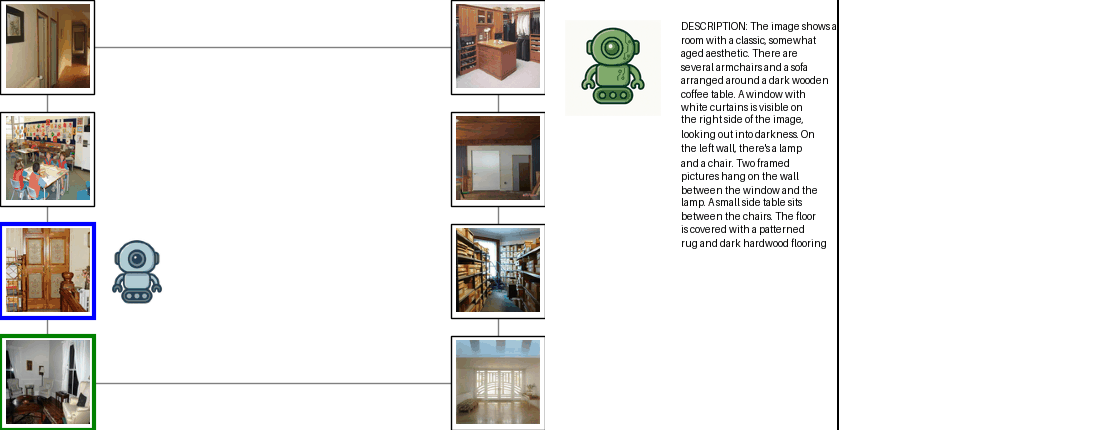 DESCRIPTION: The image shows a
room with a classic, somewhat
aged aesthetic. There are
several armchairs and a sofa
arranged around a dark wooden
coffee table. A window with
white curtains is visible on
the right side of the image,
looking out into darkness. On
the left wall, there's a lamp
and a chair. Two framed
pictures hang on the wall
between the window and the
lamp. A small side table sits
between the chairs. The floor
is covered with a patterned
rug and dark hardwood flooring